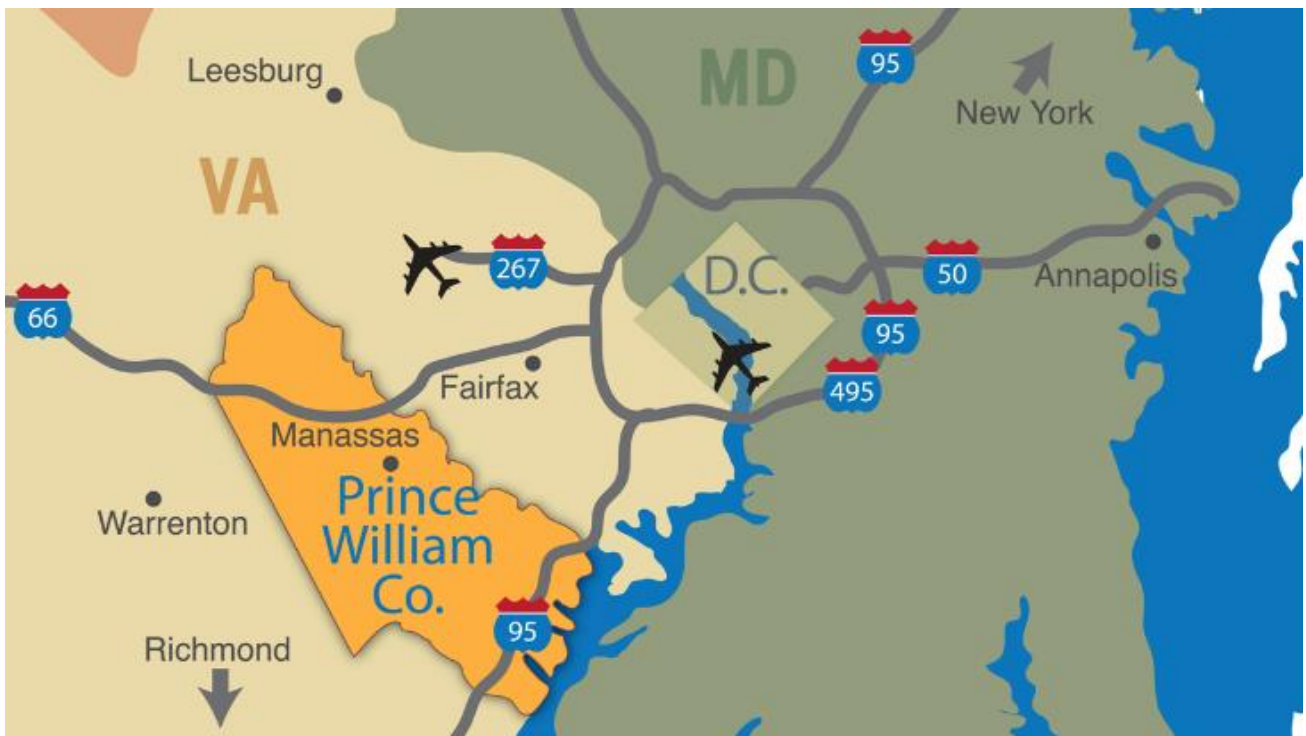 Leesburg
MD
95
New York
VA
267
D.C.
50
Annapolis
66
95
Fairfax
495
Manassas
Prince
William
Co.
Warrenton
95
Richmond